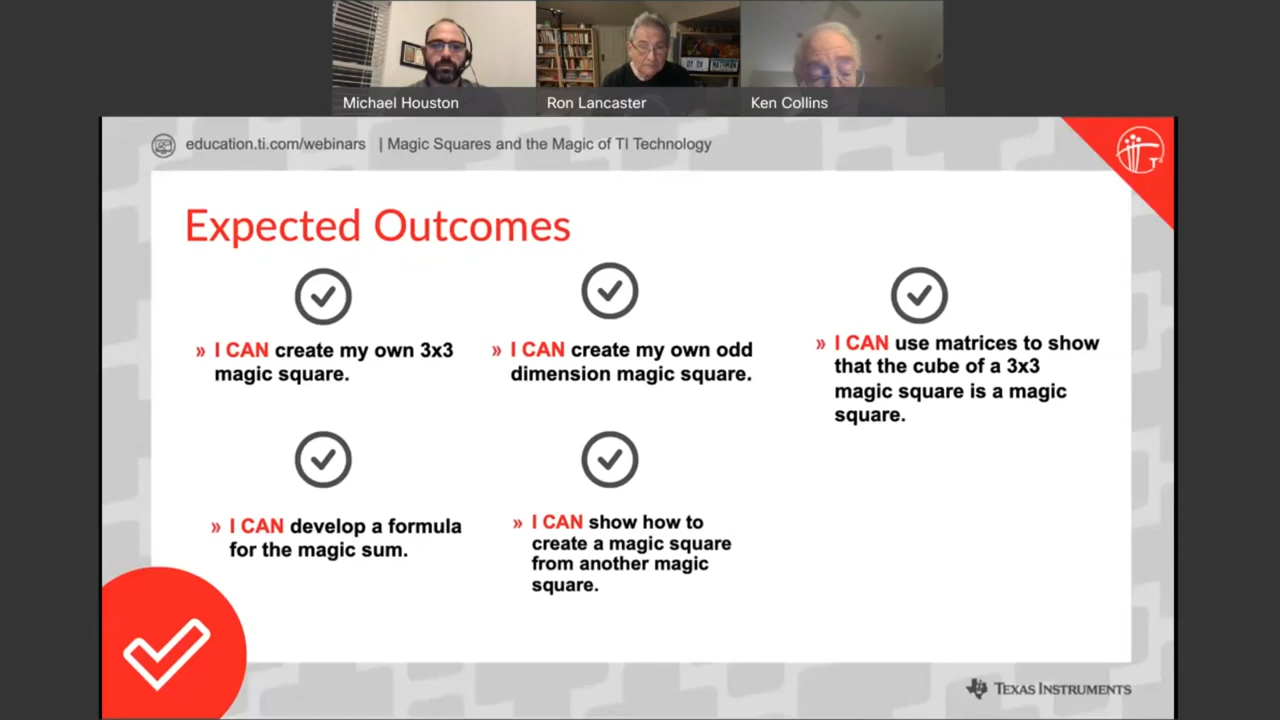 Michael Houston
Ron Lancaster
Ken Collins
education.ti.com/webinars | Magic Squares and the Magic of TI Technology
Expected Outcomes
» I CAN create my own 3x3
magic square.
» I CAN create my own odd
dimension magic square.
» I CAN use matrices to show
that the cube of a 3x3
magic square is a magic
square.
» I CAN develop a formula
for the magic sum.
» I CAN show how to
create a magic square
from another magic
square.
TEXAS INSTRUMENTS